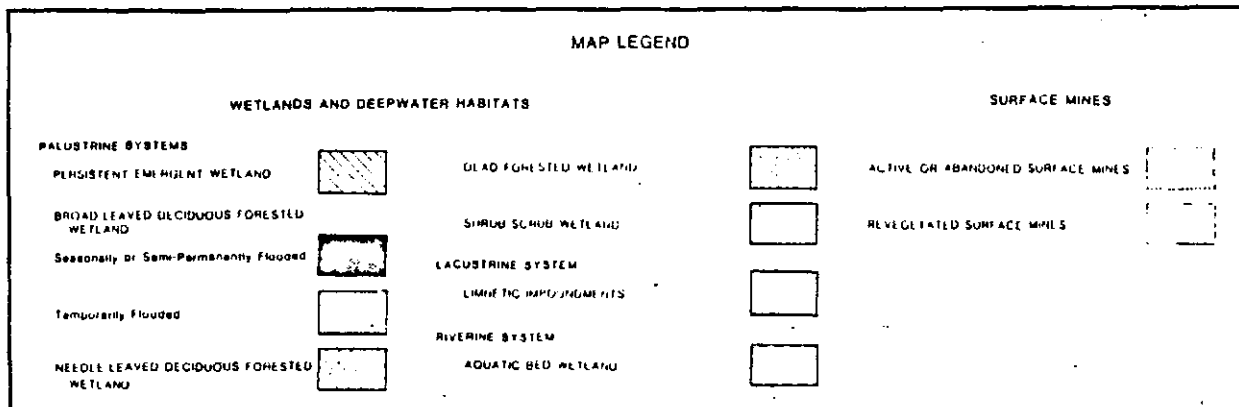 MAP LEGEND
WETLANDS AND DEEPWATER HABITATS
PALUSTRINE SYSTEMS
PERSISTENT EMERGENT WETLAND
BROAD LEAVED DECIDUOUS FORESTED
WETLAND
Seasonally or Semi-Permanently Flooded
Temporarily Flooded
NEEDLE LEAVED DECIDUOUS FORESTED
WETLAND
DEAD FORESTED WETLAND
SHRUB SCRUB WETLAND
LACUSTRINE SYSTEM
LIMNETIC IMPOUNDMENTS
RIVERINE SYSTEM
AQUATIC BED WETLAND
SURFACE MINES
ACTIVE OR ABANDONED SURFACE MINES
REVEGETATED SURFACE MINES